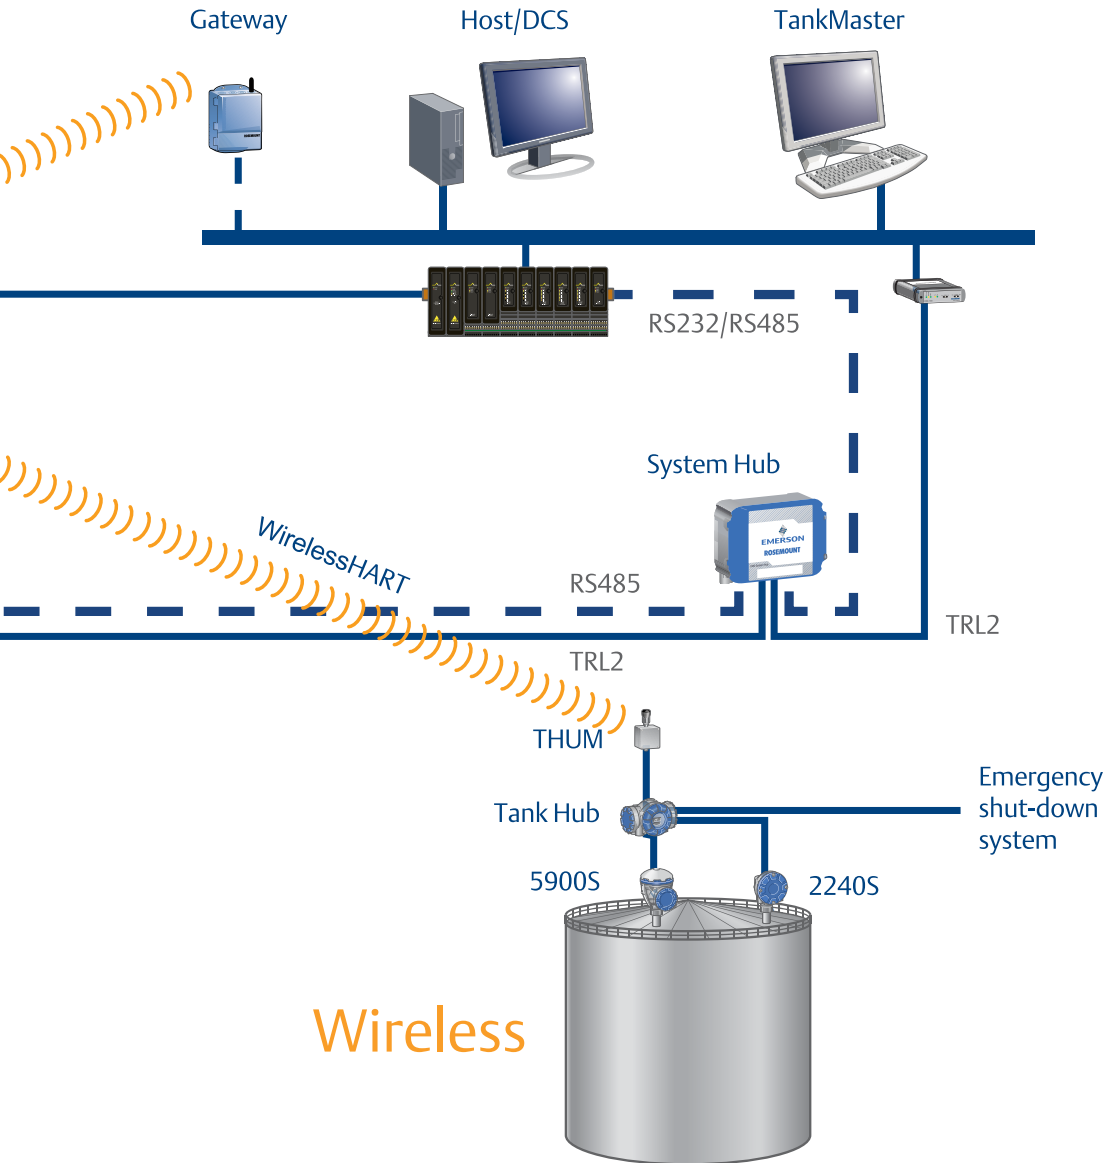 Gateway
Host/DCS
TankMaster
RS232/RS485
System Hub
EMERSON
ROSEMOUNT
WirelessHART
RS485
TRL2
TRL2
THUM
Emergency
shut-down
system
Tank Hub
5900S
2240S
Wireless